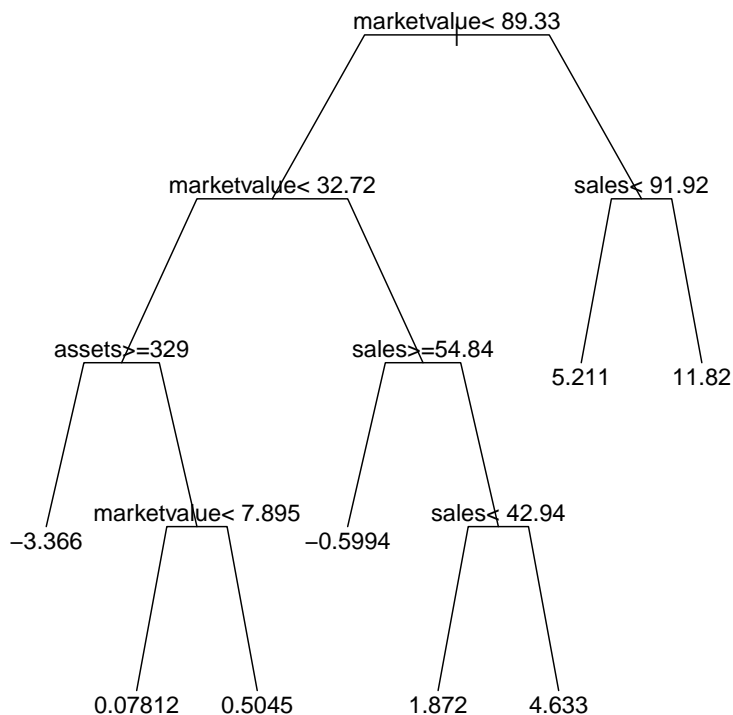 marketvalue< 89.33
marketvalue< 32.72
sales< 91.92
assets>=329
sales>=54.84
5.211
11.82
marketvalue< 7.895
sales< 42.94
−3.366
−0.5994
0.07812
0.5045
1.872
4.633